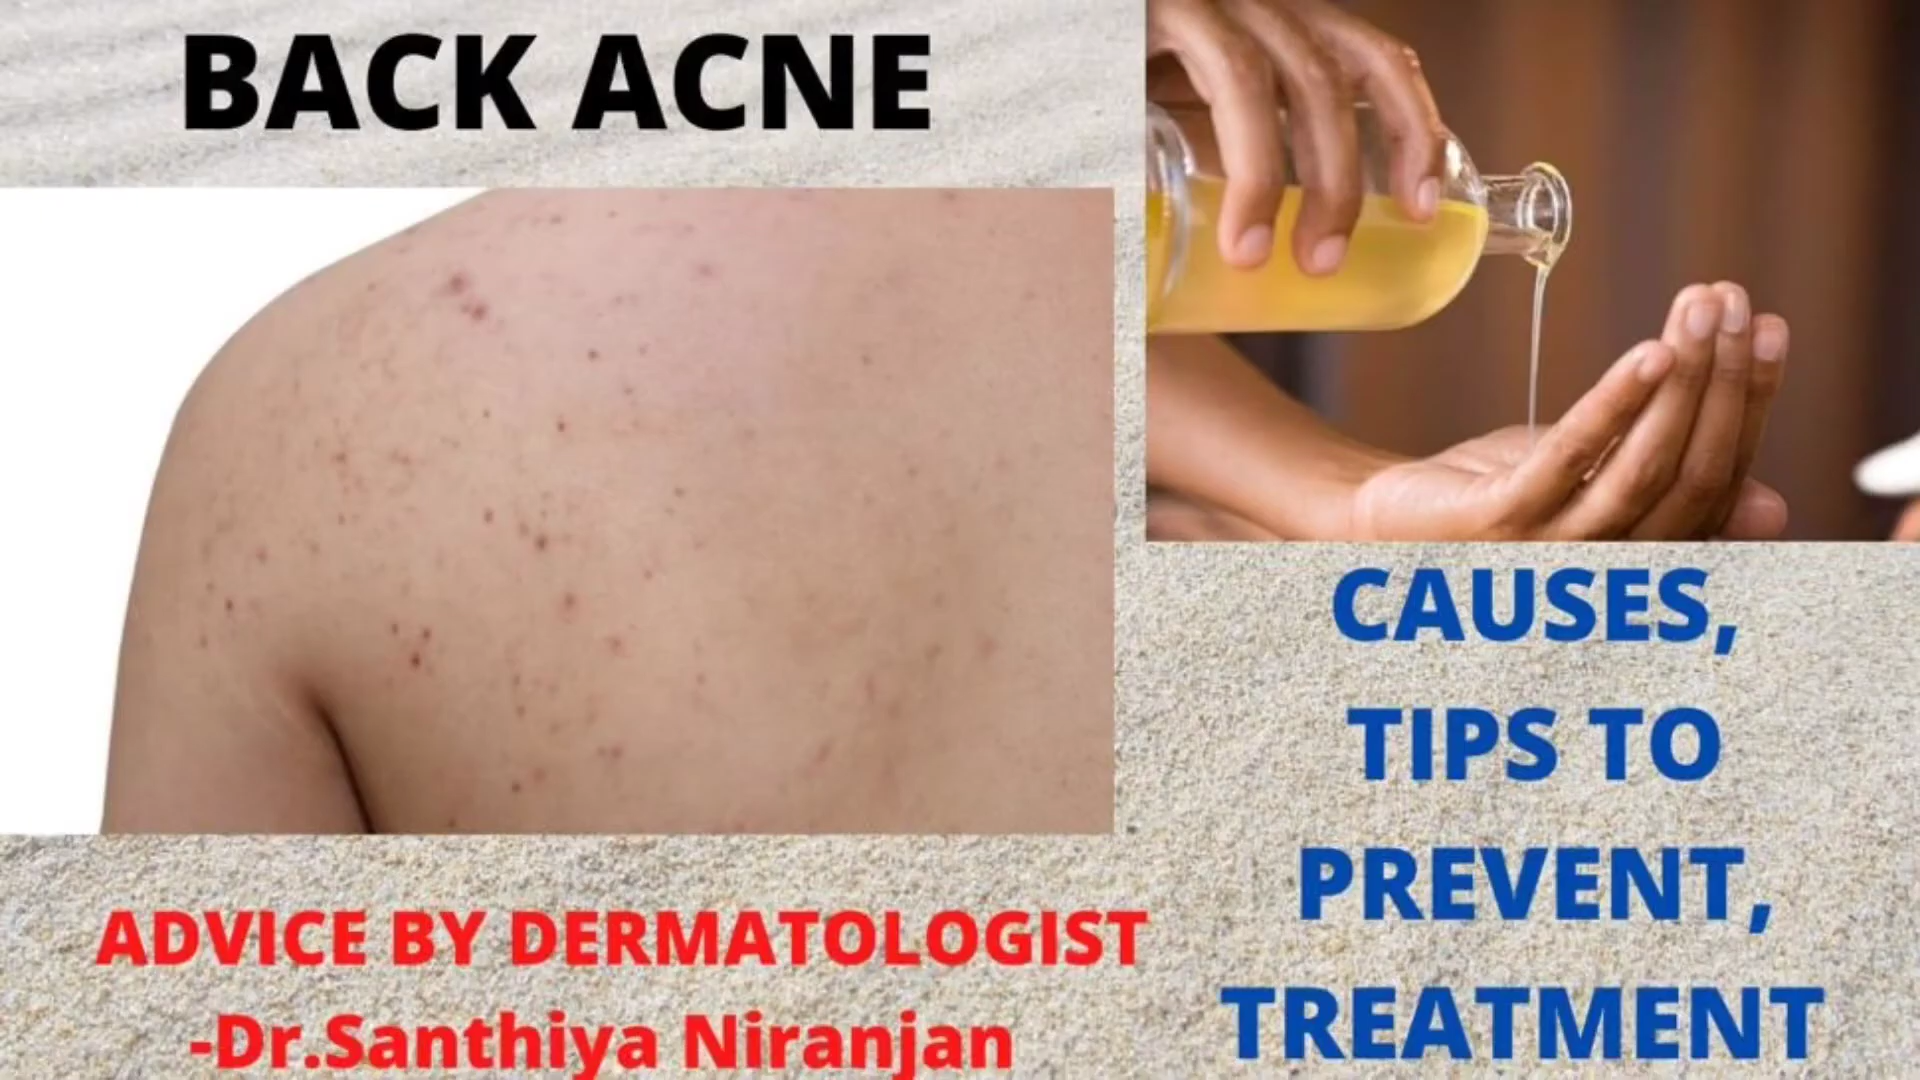 BACK ACNE
CAUSES,
TIPS TO
PREVENT,
TREATMENT
ADVICE BY DERMATOLOGIST
-Dr.Santhiya Niranjan